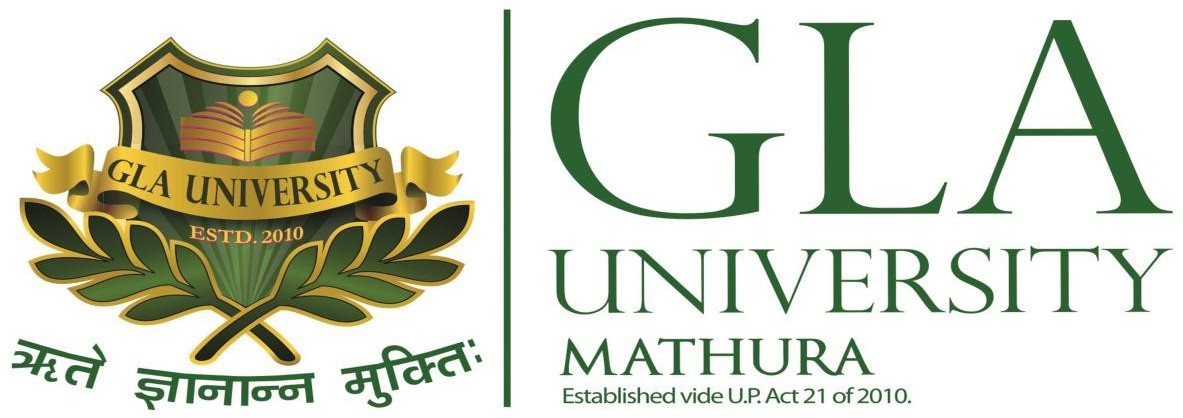 GLA UNIVERSITY
ESTD. 2010
ऋते ज्ञानान्न मुक्तिः
GLA
UNIVERSITY
MATHURA
Established vide U.P. Act 21 of 2010.